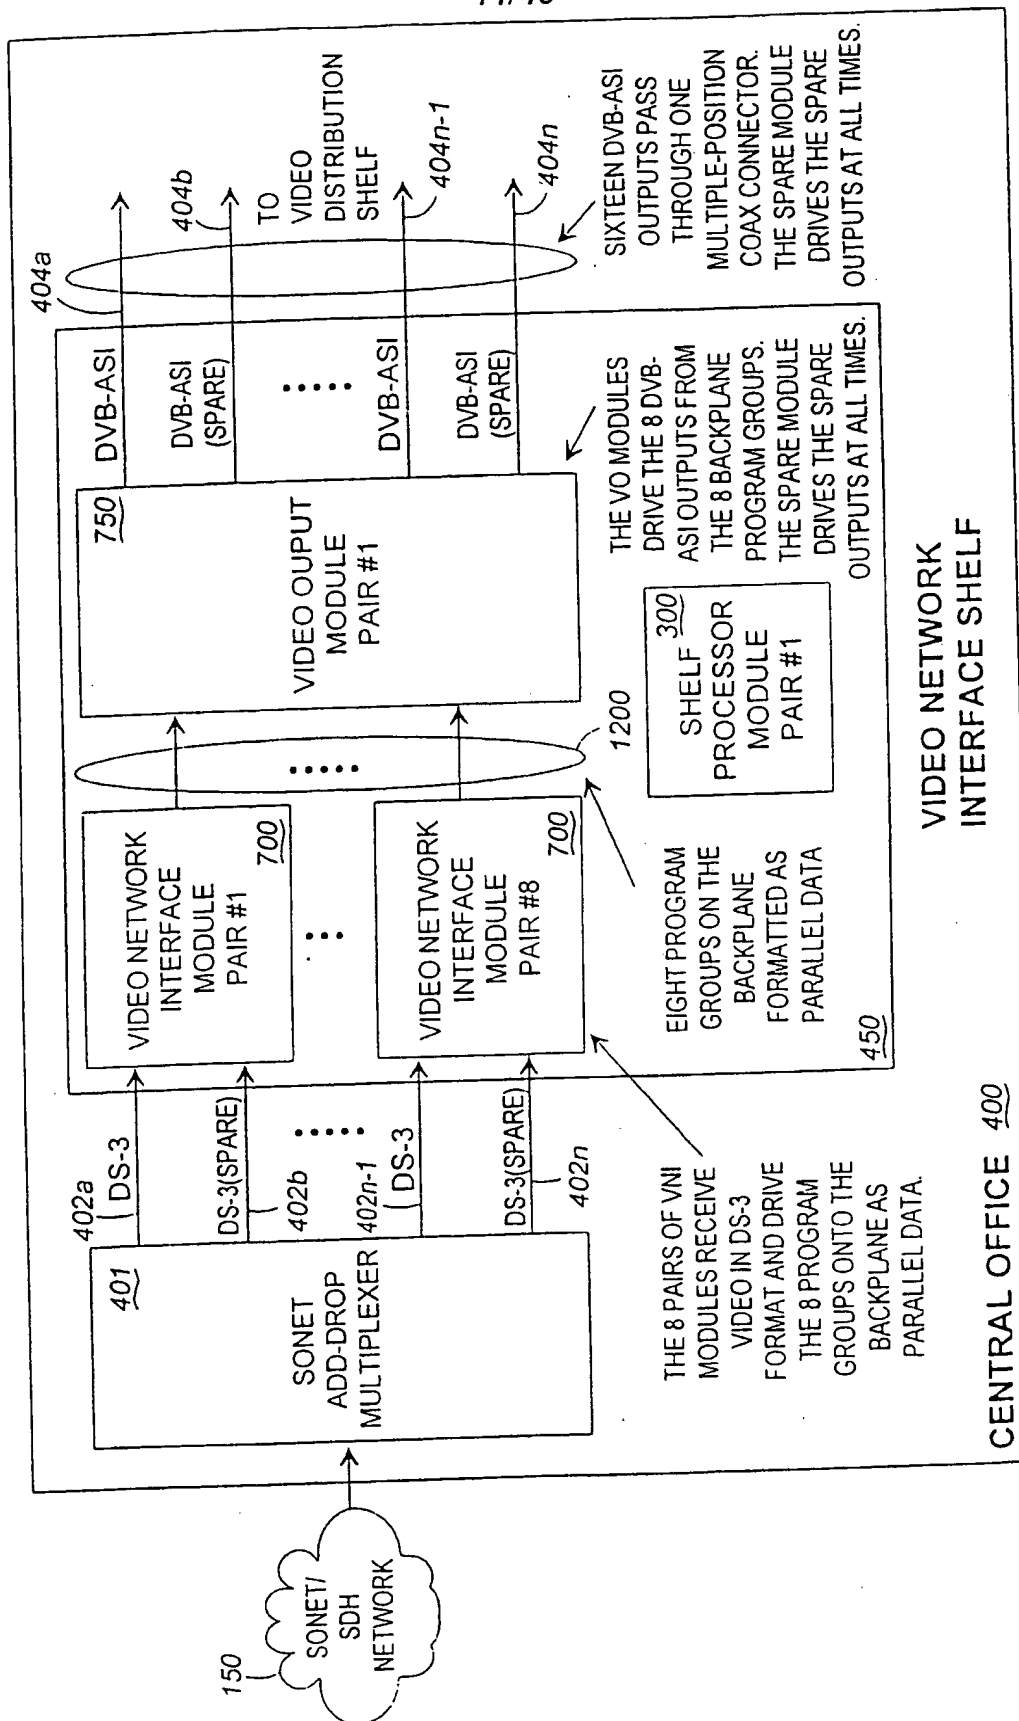 150
SONET/
SDH
NETWORK
401
SONET
ADD-DROP
MULTIPLEXER
402a
DS-3
DS-3(SPARE)
402b
402n-1
DS-3
DS-3(SPARE)
402n
VIDEO NETWORK
INTERFACE
MODULE
PAIR #1
700
VIDEO NETWORK
INTERFACE
MODULE
PAIR #8
700
1200
750
VIDEO OUPUT
MODULE
PAIR #1
300
SHELF
PROCESSOR
MODULE
PAIR #1
DVB-ASI
DVB-ASI
(SPARE)
DVB-ASI
DVB-ASI
(SPARE)
404a
404b
TO
VIDEO
DISTRIBUTION
SHELF
404n-1
404n
SIXTEEN DVB-ASI
OUTPUTS PASS
THROUGH ONE
MULTIPLE-POSITION
COAX CONNECTOR.
THE SPARE MODULE
DRIVES THE SPARE
OUTPUTS AT ALL TIMES.
THE VO MODULES
DRIVE THE 8 DVB-
ASI OUTPUTS FROM
THE 8 BACKPLANE
PROGRAM GROUPS.
THE SPARE MODULE
DRIVES THE SPARE
OUTPUTS AT ALL TIMES.
EIGHT PROGRAM
GROUPS ON THE
BACKPLANE
FORMATTED AS
PARALLEL DATA
450
THE 8 PAIRS OF VNI
MODULES RECEIVE
VIDEO IN DS-3
FORMAT AND DRIVE
THE 8 PROGRAM
GROUPS ONTO THE
BACKPLANE AS
PARALLEL DATA.
VIDEO NETWORK
INTERFACE SHELF
CENTRAL OFFICE 400